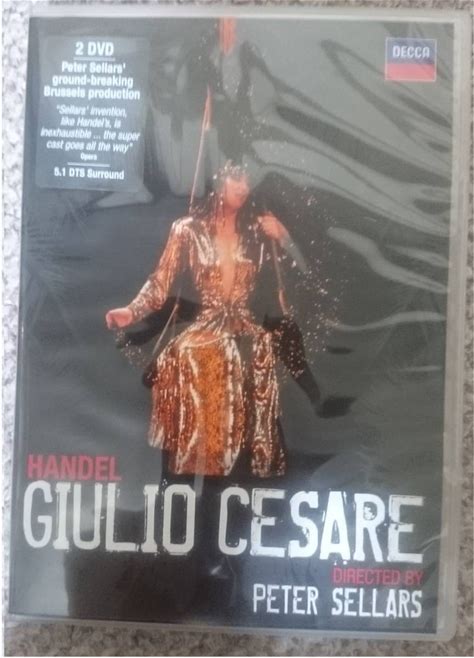 2 DVD
Peter Sellars'
ground-breaking
Brussels production
"Sellars' invention,
like Handel's, is
inexhaustible ... the super
cast goes all the way"
Opera
5.1 DTS Surround
DECCA
HANDEL
GIULIO CESARE
DIRECTED BY
PETER SELLARS